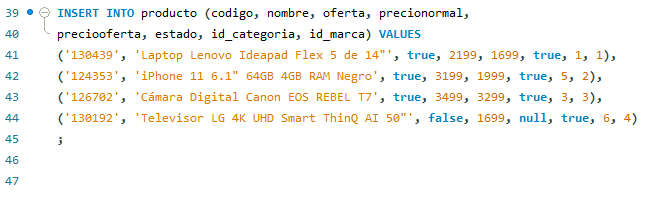 39 INSERT INTO producto (codigo, nombre, oferta, precionormal,
40 preciooferta, estado, id_categoria, id_marca) VALUES
41 ('130439', 'Laptop Lenovo Ideapad Flex 5 de 14"', true, 2199, 1699, true, 1, 1),
42 ('124353', 'iPhone 11 6.1" 64GB 4GB RAM Negro', true, 3199, 1999, true, 5, 2),
43 ('126702', 'Cámara Digital Canon EOS REBEL T7', true, 3499, 3299, true, 3, 3),
44 ('130192', 'Televisor LG 4K UHD Smart ThinQ AI 50"', false, 1699, null, true, 6, 4)
45 ;
46
47